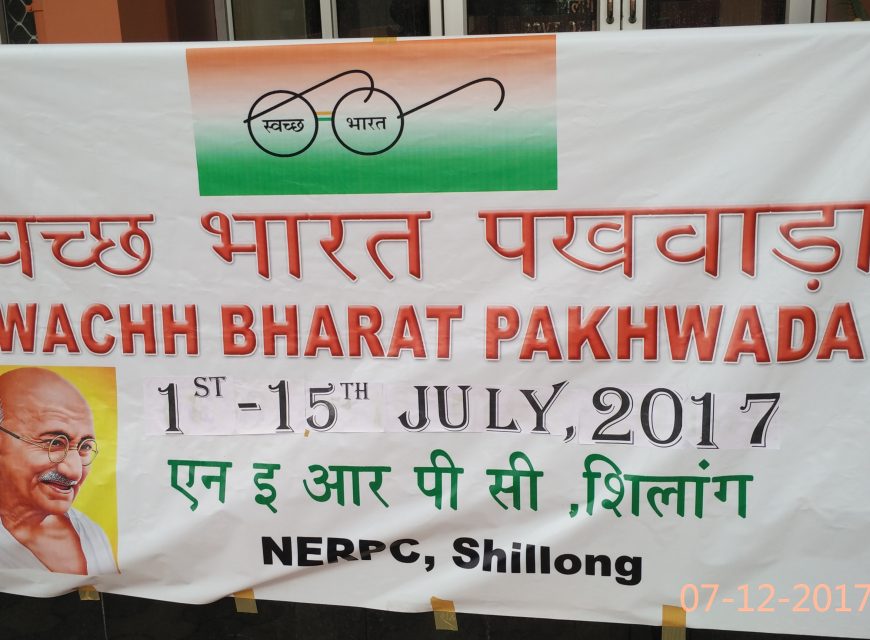 स्वच्छ भारत
वच्छ भारत पखवाड़ा
WACHH BHARAT PAKHWADA
1ST -15TH JULY, 2017
एन इ आर पी सी ,शिलांग
NERPC, Shillong
07-12-2017